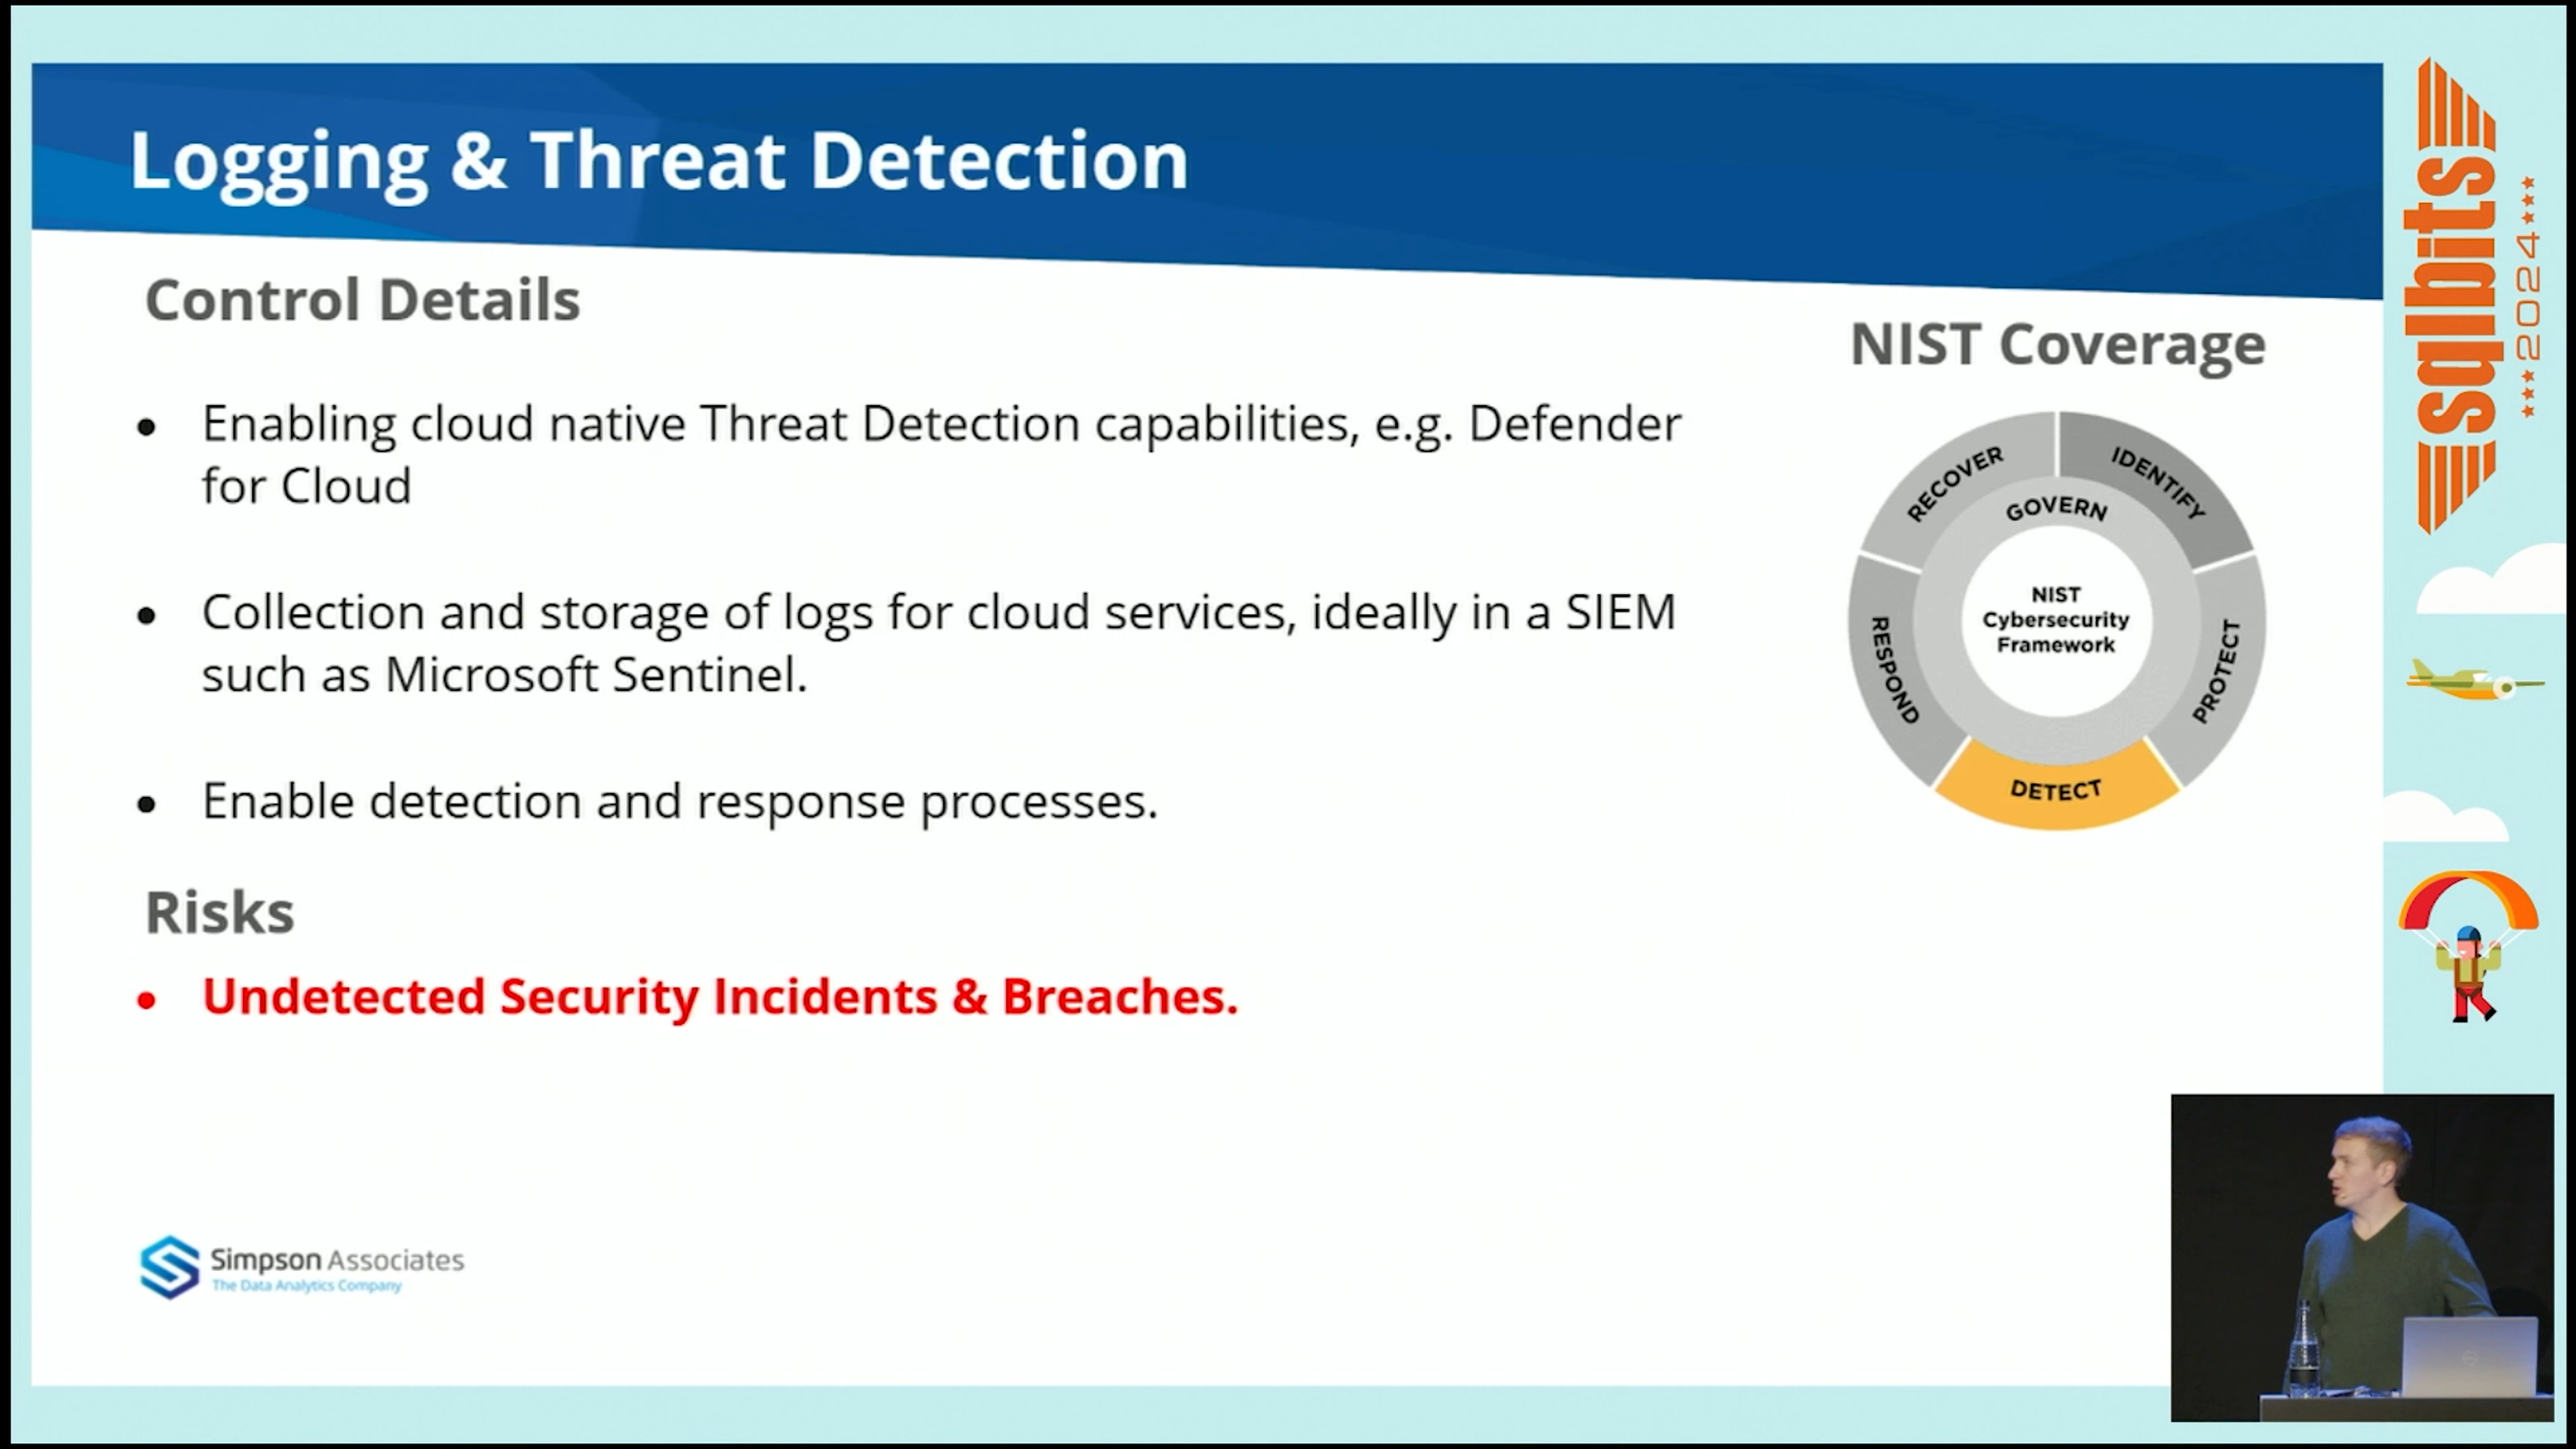 Logging & Threat Detection
Control Details
• Enabling cloud native Threat Detection capabilities, e.g. Defender
for Cloud
• Collection and storage of logs for cloud services, ideally in a SIEM
such as Microsoft Sentinel.
• Enable detection and response processes.
Risks
• Undetected Security Incidents & Breaches.
NIST Coverage
IDENTIFY
PROTECT
DETECT
RESPOND
RECOVER
GOVERN
NIST
Cybersecurity
Framework
Simpson Associates
The Data Analytics Company
sqlbits
2024